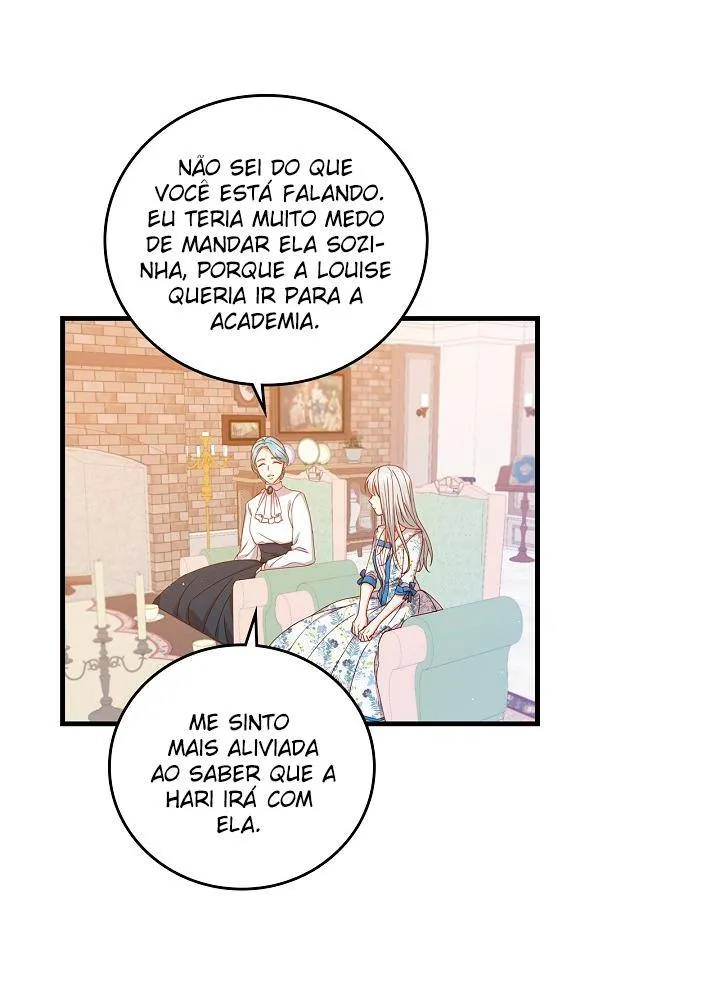 NÃO SEI DO QUE
VOCÊ ESTÁ FALANDO.
EU TERIA MUITO MEDO
DE MANDAR ELA SOZI-
NHA, PORQUE A LOUISE
QUERIA IR PARA A
ACADEMIA.
ME SINTO
MAIS ALIVIADA
AO SABER QUE A
HARI IRÁ COM
ELA.